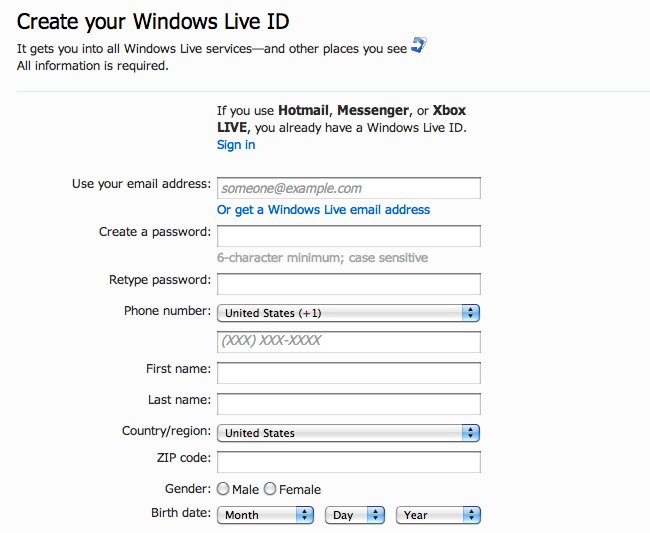 Create your Windows Live ID
It gets you into all Windows Live services—and other places you see
All information is required.
If you use Hotmail, Messenger, or Xbox
LIVE, you already have a Windows Live ID.
Sign in
Use your email address: someone@example.com
Or get a Windows Live email address
Create a password:
6-character minimum; case sensitive
Retype password:
Phone number: United States (+1)
(XXX) XXX-XXXX
First name:
Last name:
Country/region: United States
ZIP code:
Gender: Male Female
Birth date: Month Day Year